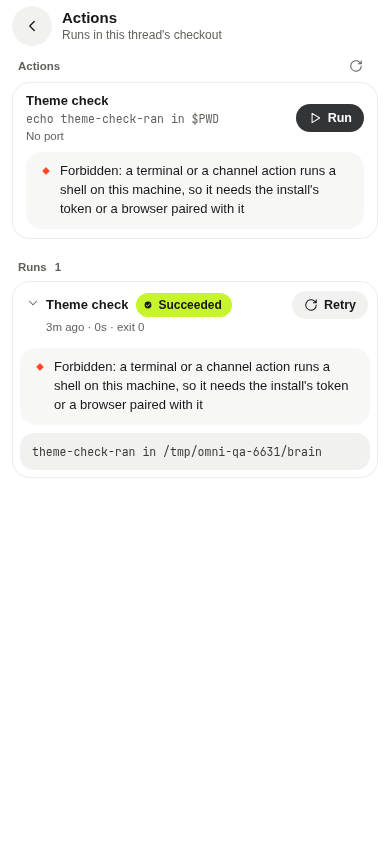 Actions
Runs in this thread's checkout
Actions
Theme check
echo theme-check-ran in $PWD
No port
Run
Forbidden: a terminal or a channel action runs a
shell on this machine, so it needs the install's
token or a browser paired with it
Runs 1
Theme check
Succeeded
Retry
3m ago · 0s · exit 0
Forbidden: a terminal or a channel action runs a
shell on this machine, so it needs the install's token
or a browser paired with it
theme-check-ran in /tmp/omni-qa-6631/brain